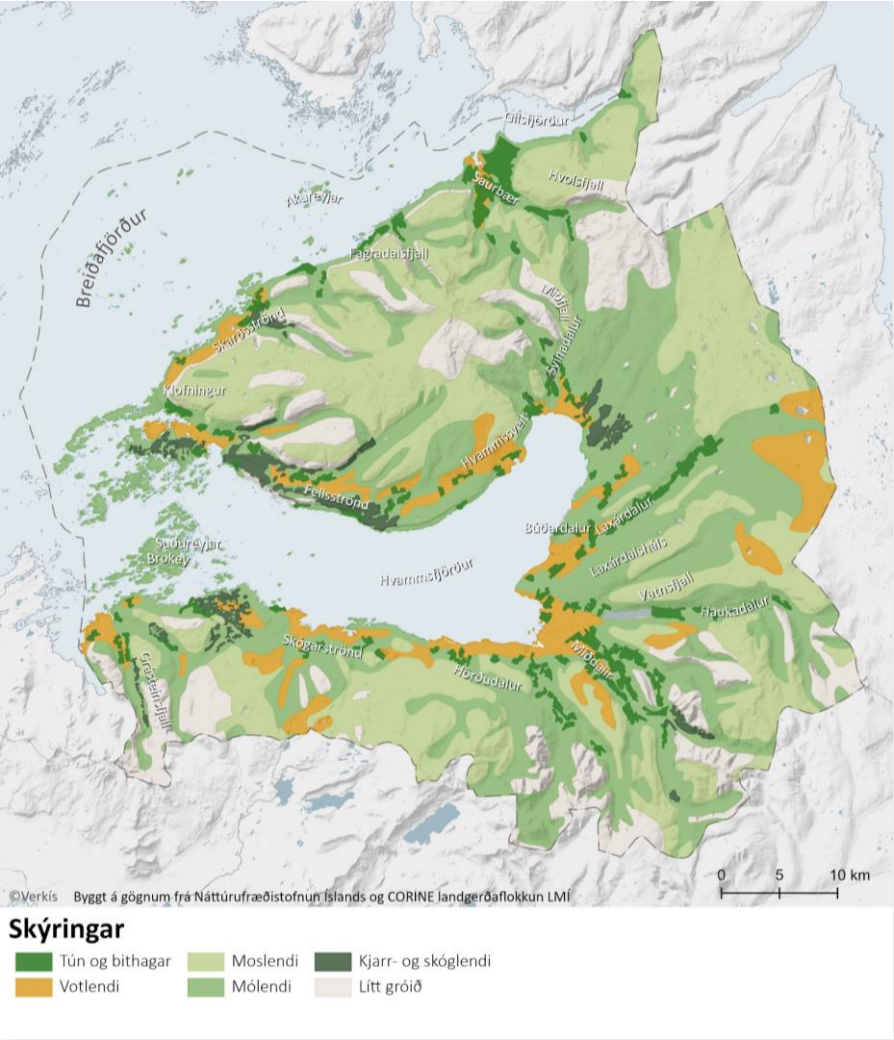 Gilsfjörður
Hvolsfjall
Saurbær
Akureyjar
Breiðafjörður
Fagradalsfjall
Miðfjall
Skarðsströnd
Svínadalur
Klofningur
Hvammssveit
Fellsströnd
Búðardalur
Laxárdalur
Suðureyjar
Brokey
Laxárdalsháls
Hvammsfjörður
Vatnsfjall
Haukadalur
Skógarströnd
Miðdalir
Hörðudalur
Grásteinsfjall
0 5 10 km
©Verkís Byggt á gögnum frá Náttúrufræðistofnun Íslands og CORINE landgerðaflokkun LMÍ
Skýringar
Tún og bithagar Moslendi Kjarr- og skóglendi
Votlendi Mólendi Lítt gróið